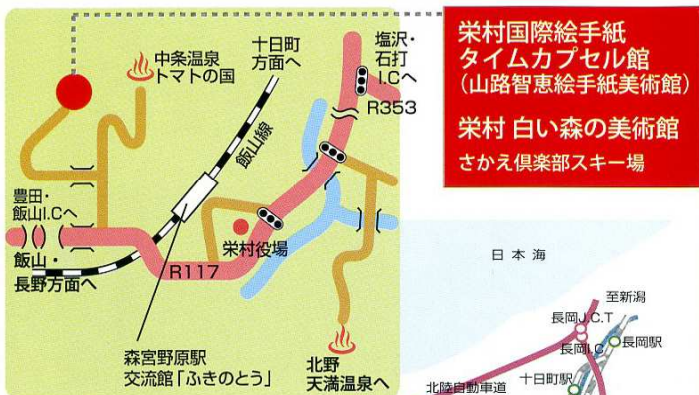 栄村国際絵手紙
タイムカプセル館
（山路智恵絵手紙美術館）
栄村 白い森の美術館
さかえ倶楽部スキー場
中条温泉
トマトの国
十日町
方面へ
塩沢・
石打
I.Cへ
R353
飯山線
豊田・
飯山I.Cへ
飯山・
長野方面へ
R117
栄村役場
森宮野原駅
交流館「ふきのとう」
北野
天満温泉へ
日本海
至新潟
長岡J.C.T
長岡I.C
長岡駅
北陸自動車道
十日町駅